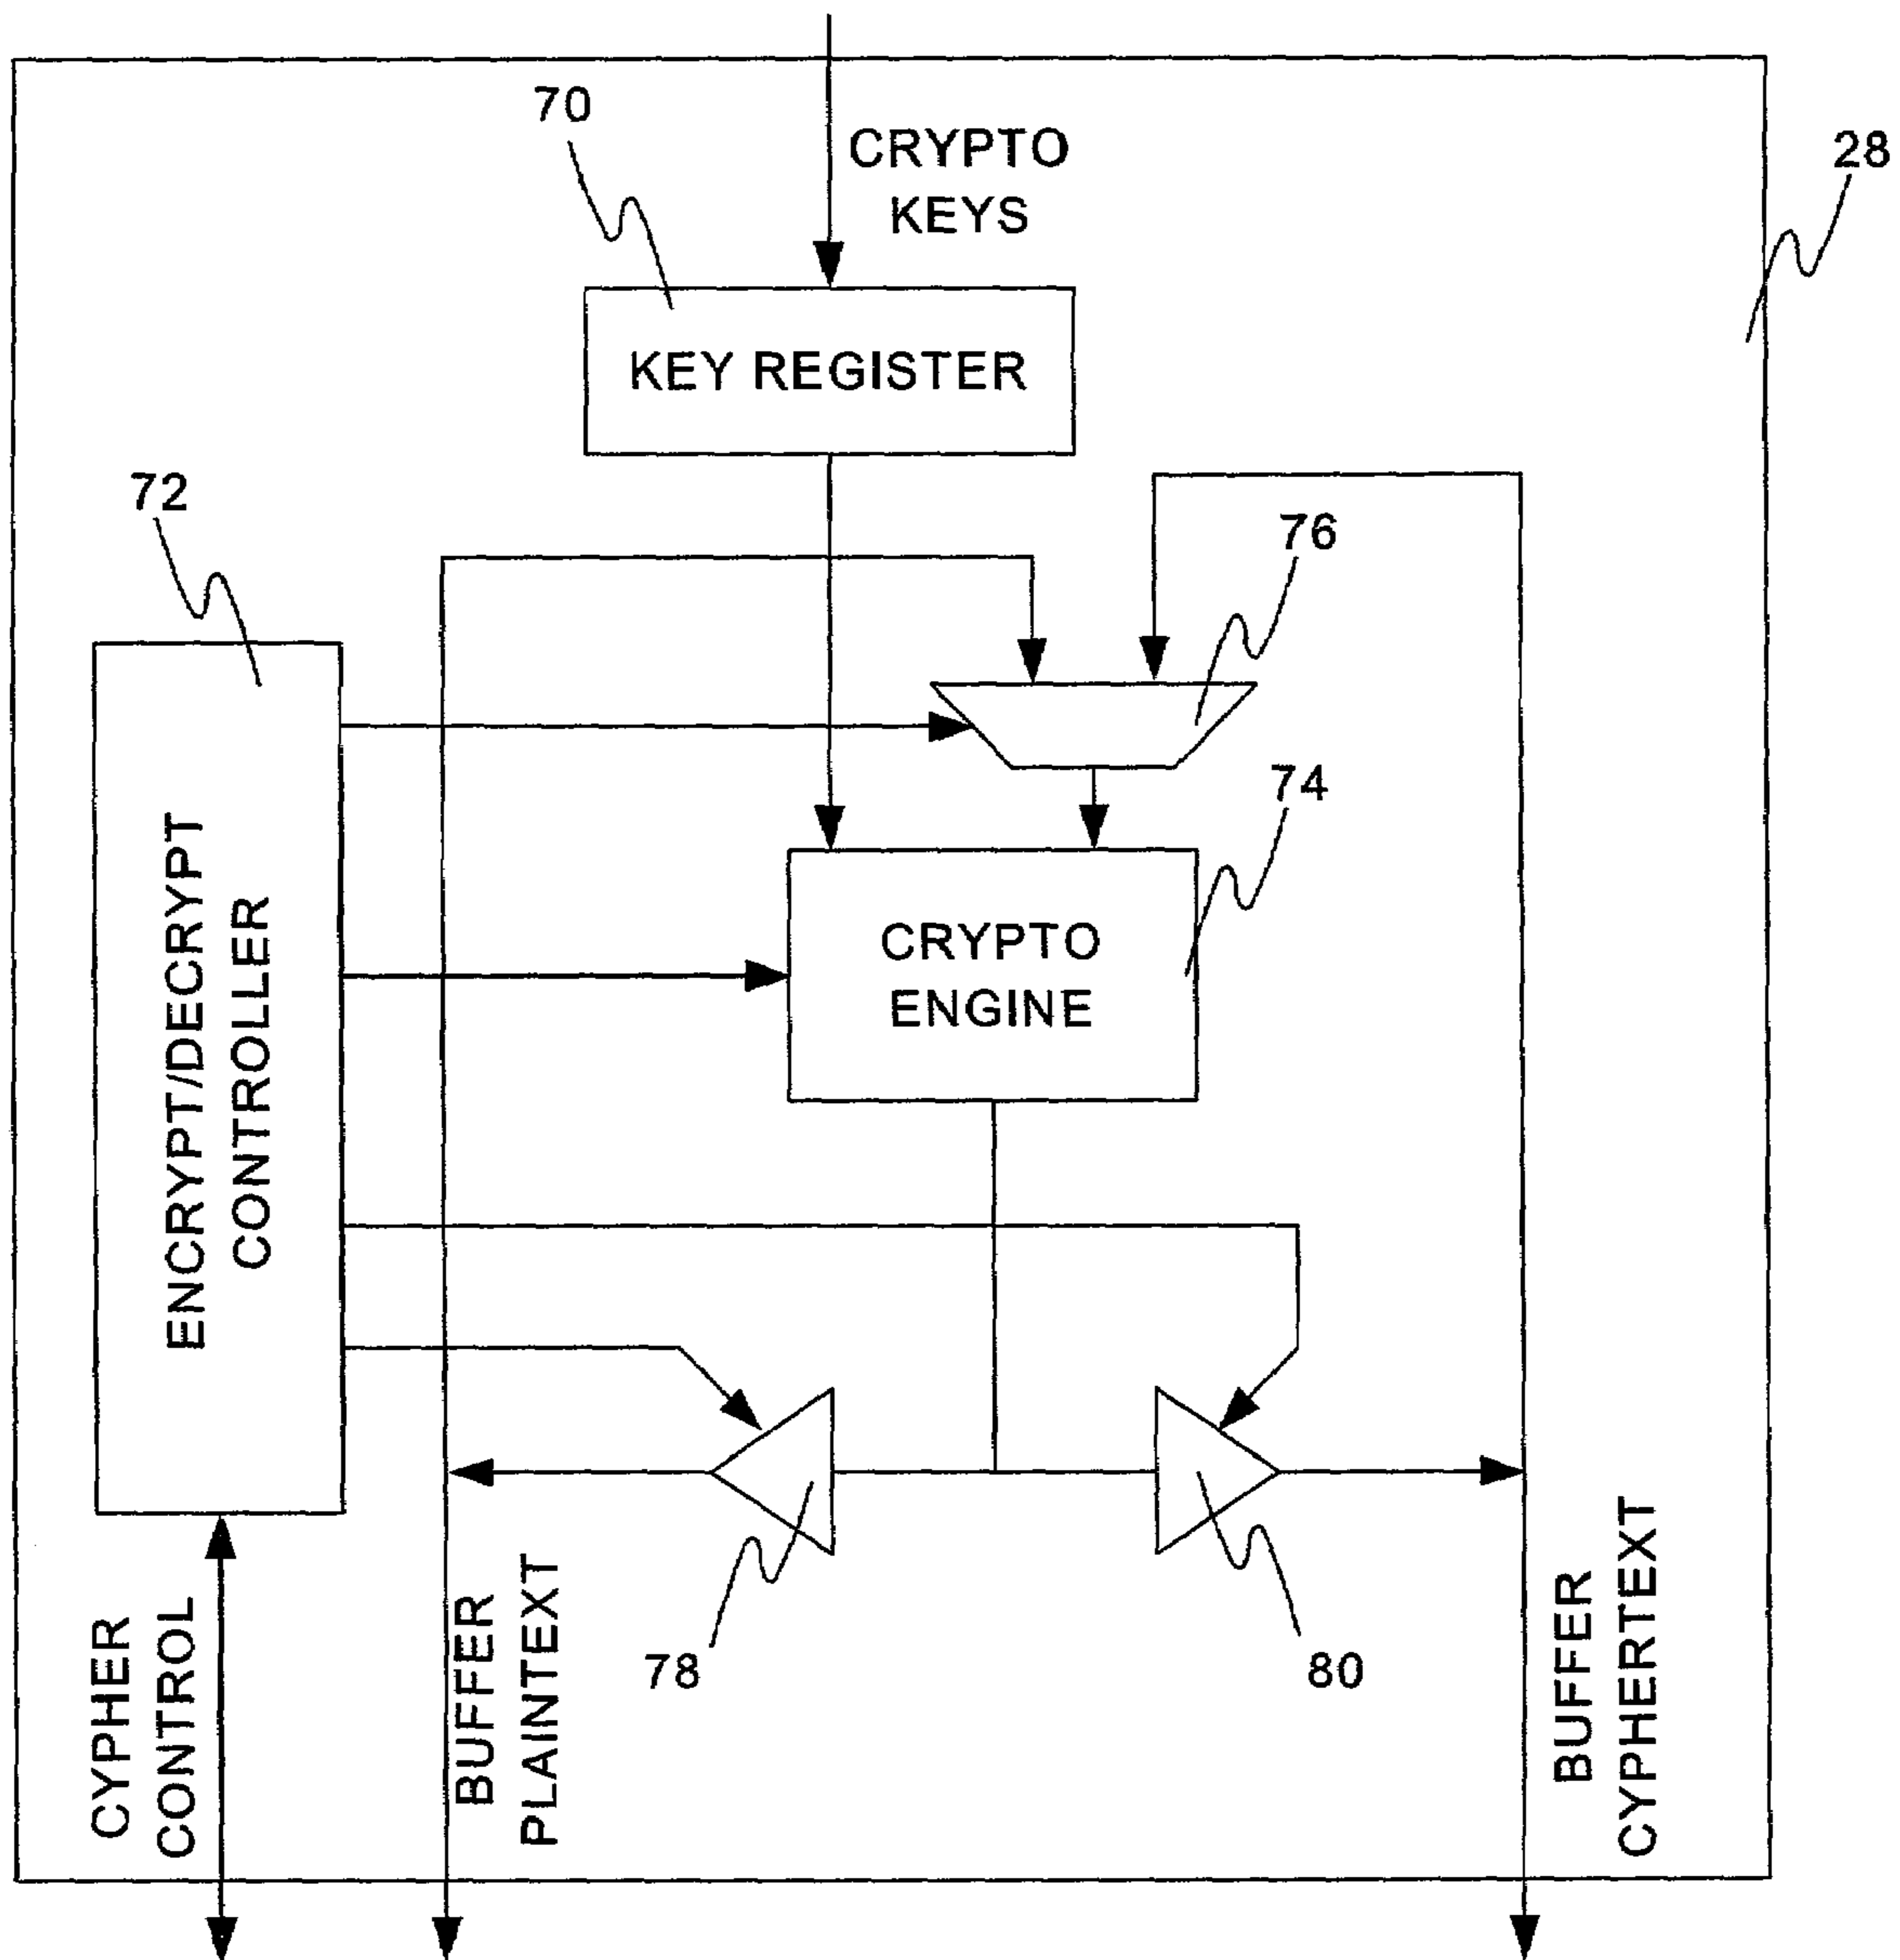 70
CRYPTO
KEYS
28
KEY REGISTER
72
76
74
ENCRYPT/DECRYPT
CONTROLLER
CRYPTO
ENGINE
78
80
CYPHER
CONTROL
BUFFER
PLAINTEXT
BUFFER
CYPHERTEXT